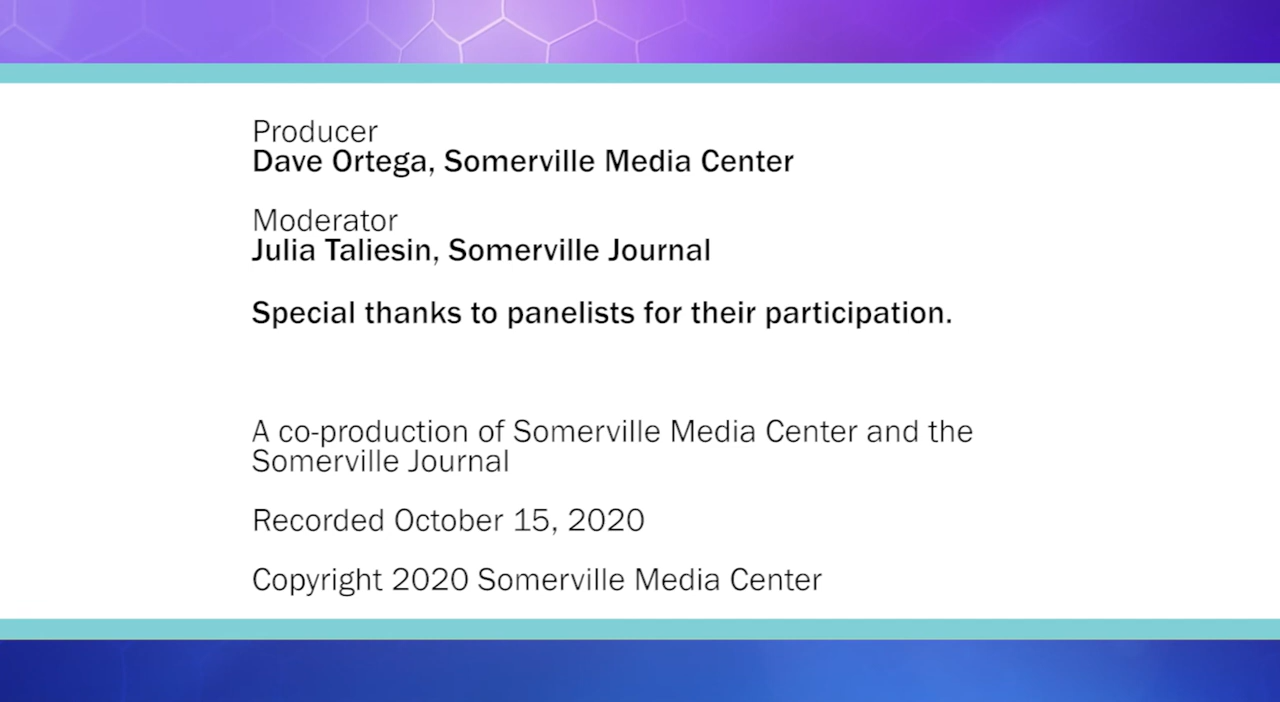 Producer
Dave Ortega, Somerville Media Center
Moderator
Julia Taliesin, Somerville Journal
Special thanks to panelists for their participation.
A co-production of Somerville Media Center and the
Somerville Journal
Recorded October 15, 2020
Copyright 2020 Somerville Media Center